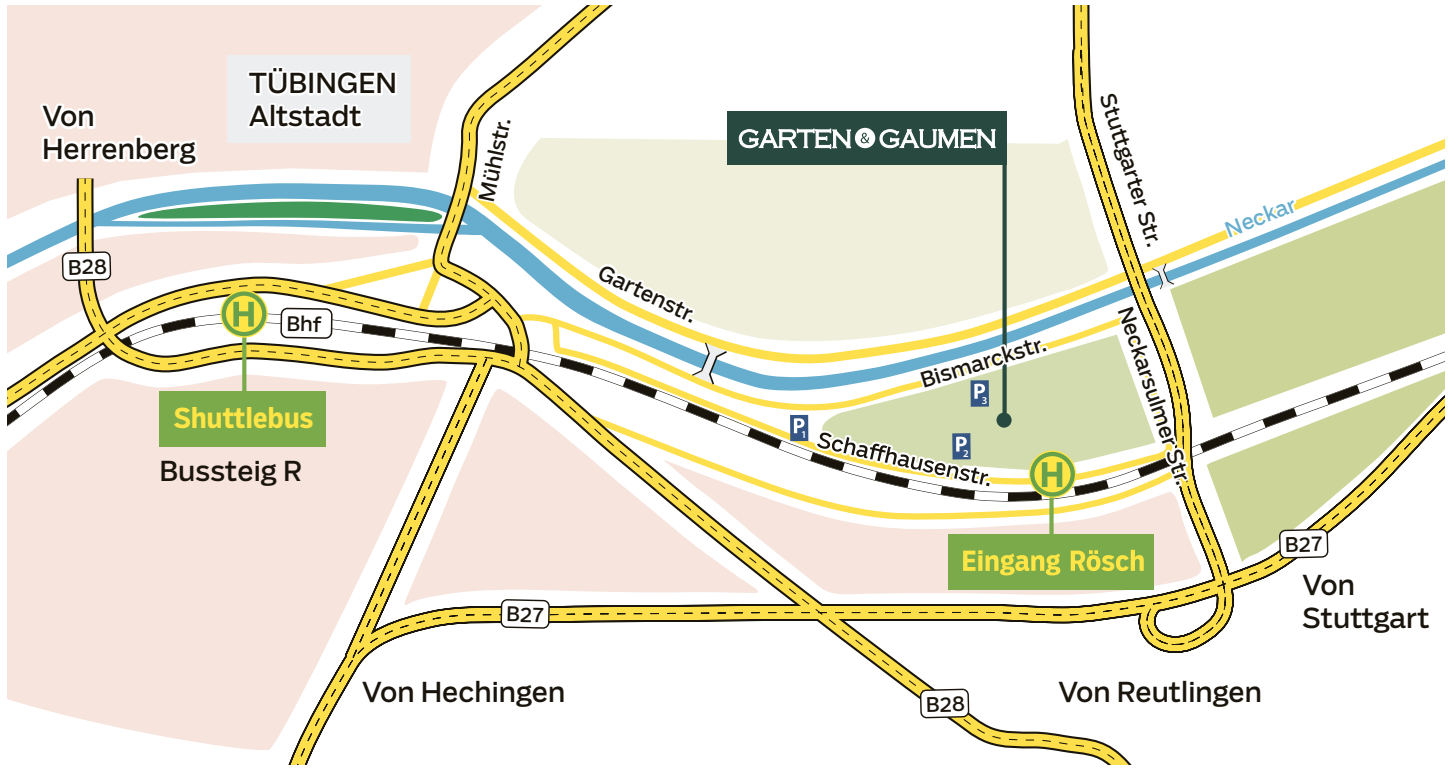 TÜBINGEN
Altstadt
Von
Herrenberg
Mühlstr.
GARTEN & GAUMEN
Stuttgarter Str.
Neckar
B28
Gartenstr.
H
Bhf
Neckarsulmer Str.
Bismarckstr.
P3
Shuttlebus
P1
Schaffhausenstr.
P2
Bussteig R
H
Eingang Rösch
B27
Von
Stuttgart
B27
Von Hechingen
B28
Von Reutlingen